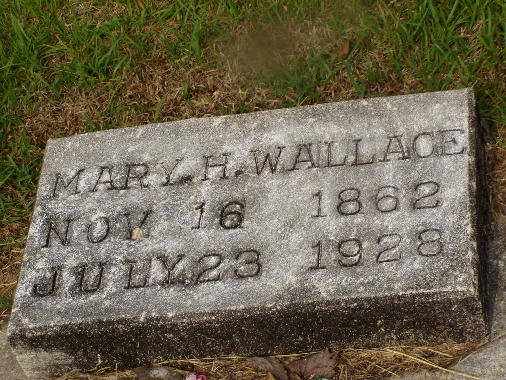 MARY. H. WALLACE
NOV. 16 1862
JULY. 23 1928